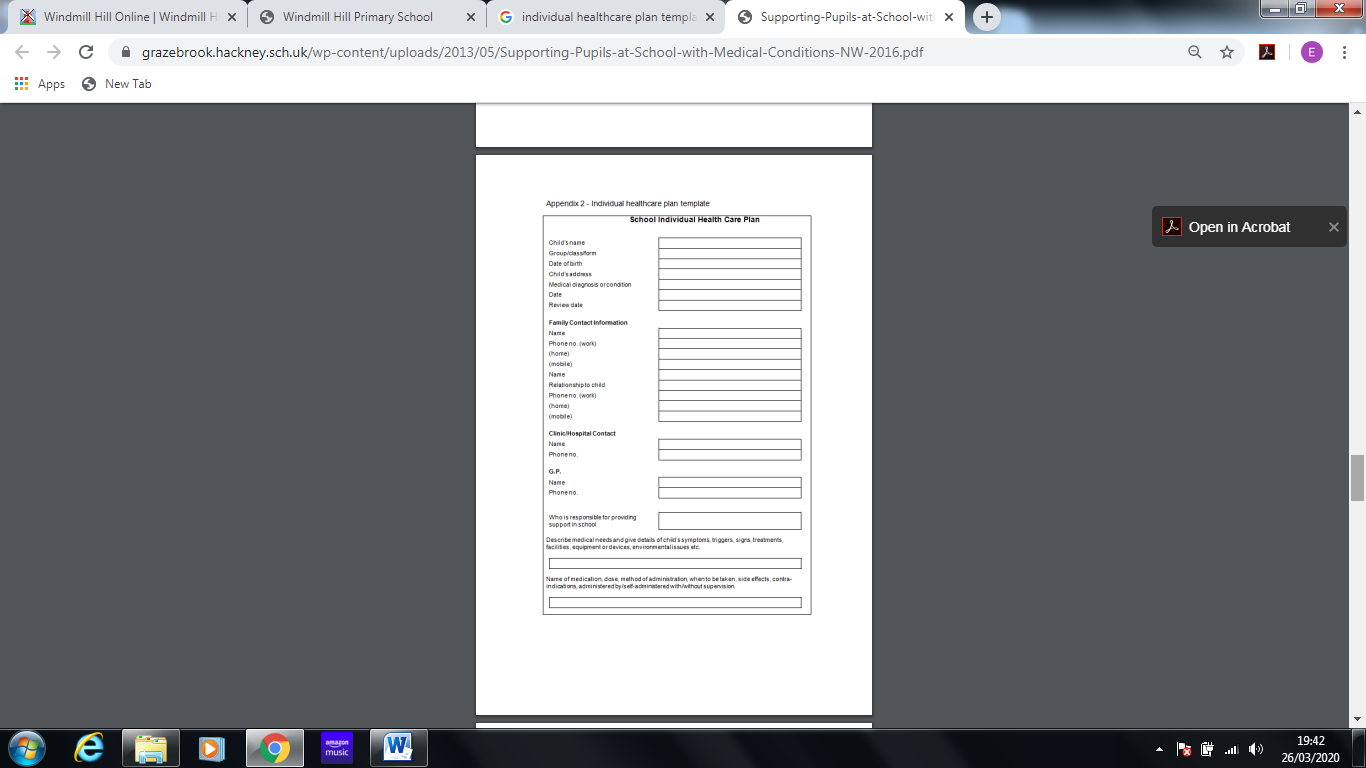 Windmill Hill Online | Windmill H
Windmill Hill Primary School
individual healthcare plan templa
Supporting-Pupils-at-School-wit
grazebrook.hackney.sch.uk/wp-content/uploads/2013/05/Supporting-Pupils-at-School-with-Medical-Conditions-NW-2016.pdf
E
Apps
New Tab
Open in Acrobat
Appendix 2 - Individual healthcare plan template
School Individual Health Care Plan
Child's name
Group/class/form
Date of birth
Child's address
Medical diagnosis or condition
Date
Review date
Family Contact Information
Name
Phone no. (work)
(home)
(mobile)
Name
Relationship to child
Phone no. (work)
(home)
(mobile)
Clinic/Hospital Contact
Name
Phone no.
G.P.
Name
Phone no.
Who is responsible for providing
support in school
Describe medical needs and give details of child's symptoms, triggers, signs, treatments,
facilities, equipment or devices, environmental issues etc.
Name of medication, dose, method of administration, when to be taken, side effects, contra-
indications, administered by/self-administered with/without supervision.
amazon
music
W
19:42
26/03/2020